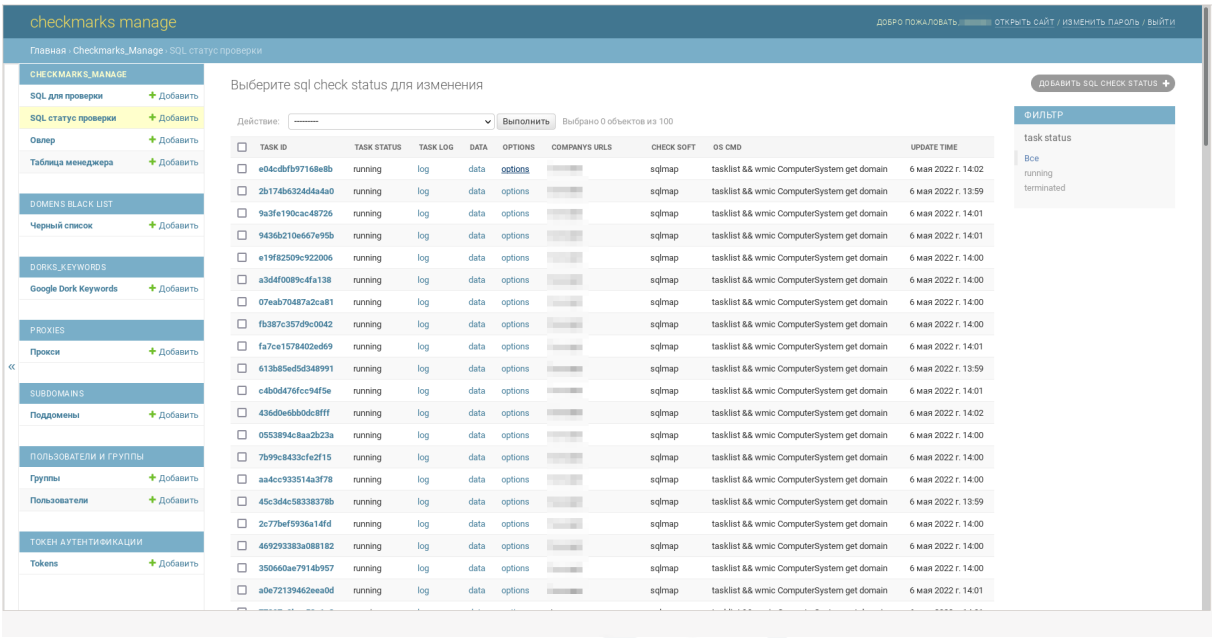 checkmarks manage
ДОБРО ПОЖАЛОВАТЬ, ОТКРЫТЬ САЙТ / ИЗМЕНИТЬ ПАРОЛЬ / ВЫЙТИ
Главная › Checkmarks_Manage › SQL статус проверки
CHECKMARKS_MANAGE
SQL для проверки + Добавить
SQL статус проверки + Добавить
Овлер + Добавить
Таблица менеджера + Добавить
DOMENS BLACK LIST
Черный список + Добавить
DORKS_KEYWORDS
Google Dork Keywords + Добавить
PROXIES
Прокси + Добавить
SUBDOMAINS
Поддомены + Добавить
ПОЛЬЗОВАТЕЛИ И ГРУППЫ
Группы + Добавить
Пользователи + Добавить
ТОКЕН АУТЕНТИФИКАЦИИ
Tokens + Добавить
«
Выберите sql check status для изменения
ДОБАВИТЬ SQL CHECK STATUS +
Действие: --------- Выполнить Выбрано 0 объектов из 100
TASK ID TASK STATUS TASK LOG DATA OPTIONS COMPANYS URLS CHECK SOFT OS CMD UPDATE TIME
e04cdbfb97168e8b running log data options sqlmap tasklist && wmic ComputerSystem get domain 6 мая 2022 г. 14:02
2b174b6324d4a4a0 running log data options sqlmap tasklist && wmic ComputerSystem get domain 6 мая 2022 г. 13:59
9a3fe190cac48726 running log data options sqlmap tasklist && wmic ComputerSystem get domain 6 мая 2022 г. 14:01
9436b210e667e95b running log data options sqlmap tasklist && wmic ComputerSystem get domain 6 мая 2022 г. 14:01
e19f82509c922006 running log data options sqlmap tasklist && wmic ComputerSystem get domain 6 мая 2022 г. 14:00
a3d4f0089c4fa138 running log data options sqlmap tasklist && wmic ComputerSystem get domain 6 мая 2022 г. 14:00
07eab70487a2ca81 running log data options sqlmap tasklist && wmic ComputerSystem get domain 6 мая 2022 г. 14:00
fb387c357d9c0042 running log data options sqlmap tasklist && wmic ComputerSystem get domain 6 мая 2022 г. 14:00
fa7ce1578402ed69 running log data options sqlmap tasklist && wmic ComputerSystem get domain 6 мая 2022 г. 14:01
613b85ed5d348991 running log data options sqlmap tasklist && wmic ComputerSystem get domain 6 мая 2022 г. 13:59
c4b0d476fcc94f5e running log data options sqlmap tasklist && wmic ComputerSystem get domain 6 мая 2022 г. 14:01
436d0e6bb0dc8fff running log data options sqlmap tasklist && wmic ComputerSystem get domain 6 мая 2022 г. 14:02
0553894c8aa2b23a running log data options sqlmap tasklist && wmic ComputerSystem get domain 6 мая 2022 г. 14:00
7b99c8433cfe2f15 running log data options sqlmap tasklist && wmic ComputerSystem get domain 6 мая 2022 г. 14:00
aa4cc933514a3f78 running log data options sqlmap tasklist && wmic ComputerSystem get domain 6 мая 2022 г. 14:00
45c3d4c58338378b running log data options sqlmap tasklist && wmic ComputerSystem get domain 6 мая 2022 г. 13:59
2c77bef5936a14fd running log data options sqlmap tasklist && wmic ComputerSystem get domain 6 мая 2022 г. 14:00
469293383a088182 running log data options sqlmap tasklist && wmic ComputerSystem get domain 6 мая 2022 г. 14:00
350660ae7914b957 running log data options sqlmap tasklist && wmic ComputerSystem get domain 6 мая 2022 г. 14:00
a0e72139462eea0d running log data options sqlmap tasklist && wmic ComputerSystem get domain 6 мая 2022 г. 14:01
ФИЛЬТР
task status
Все
running
terminated